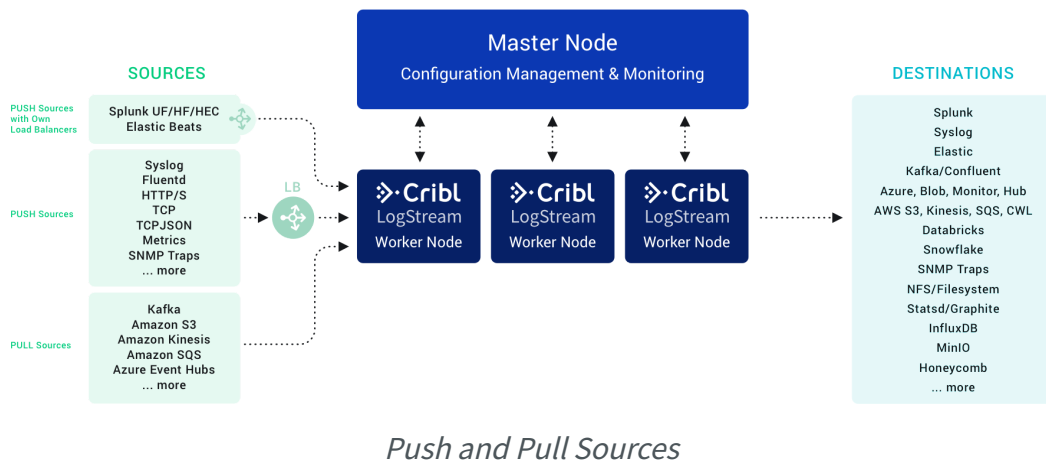 Master Node
Configuration Management & Monitoring
SOURCES
PUSH Sources
with Own
Load Balancers
Splunk UF/HF/HEC
Elastic Beats
PUSH Sources
Syslog
Fluentd
HTTP/S
TCP
TCPJSON
Metrics
SNMP Traps
... more
LB
PULL Sources
Kafka
Amazon S3
Amazon Kinesis
Amazon SQS
Azure Event Hubs
... more
Cribl
LogStream
Worker Node
Cribl
LogStream
Worker Node
Cribl
LogStream
Worker Node
DESTINATIONS
Splunk
Syslog
Elastic
Kafka/Confluent
Azure, Blob, Monitor, Hub
AWS S3, Kinesis, SQS, CWL
Databricks
Snowflake
SNMP Traps
NFS/Filesystem
Statsd/Graphite
InfluxDB
MinIO
Honeycomb
... more
Push and Pull Sources